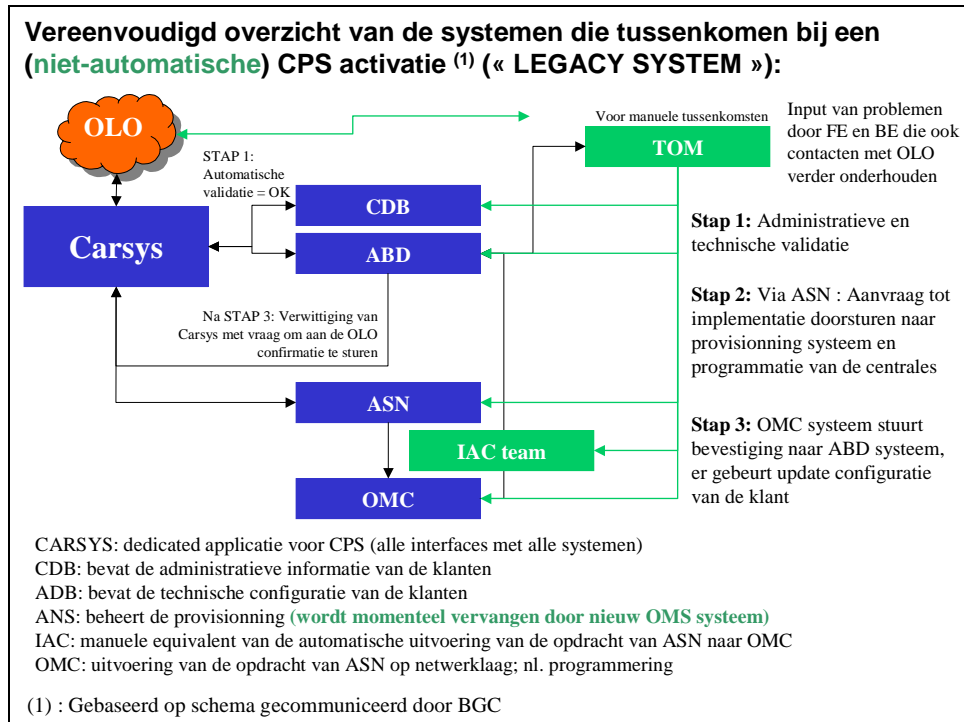 Vereenvoudigd overzicht van de systemen die tussenkomen bij een
(niet-automatische) CPS activatie (1) (« LEGACY SYSTEM »):
OLO
Voor manuele tussenkomsten
TOM
Input van problemen
door FE en BE die ook
contacten met OLO
verder onderhouden
STAP 1:
Automatische
validatie = OK
CDB
Carsys
ABD
Stap 1: Administratieve en
technische validatie
Na STAP 3: Verwittiging van
Carsys met vraag om aan de OLO
confirmatie te sturen
Stap 2: Via ASN : Aanvraag tot
implementatie doorsturen naar
provisionning systeem en
programmatie van de centrales
ASN
IAC team
OMC
Stap 3: OMC systeem stuurt
bevestiging naar ABD systeem,
er gebeurt update configuratie
van de klant
CARSYS: dedicated applicatie voor CPS (alle interfaces met alle systemen)
CDB: bevat de administratieve informatie van de klanten
ADB: bevat de technische configuratie van de klanten
ANS: beheert de provisionning (wordt momenteel vervangen door nieuw OMS systeem)
IAC: manuele equivalent van de automatische uitvoering van de opdracht van ASN naar OMC
OMC: uitvoering van de opdracht van ASN op netwerklaag; nl. programmering
(1) : Gebaseerd op schema gecommuniceerd door BGC